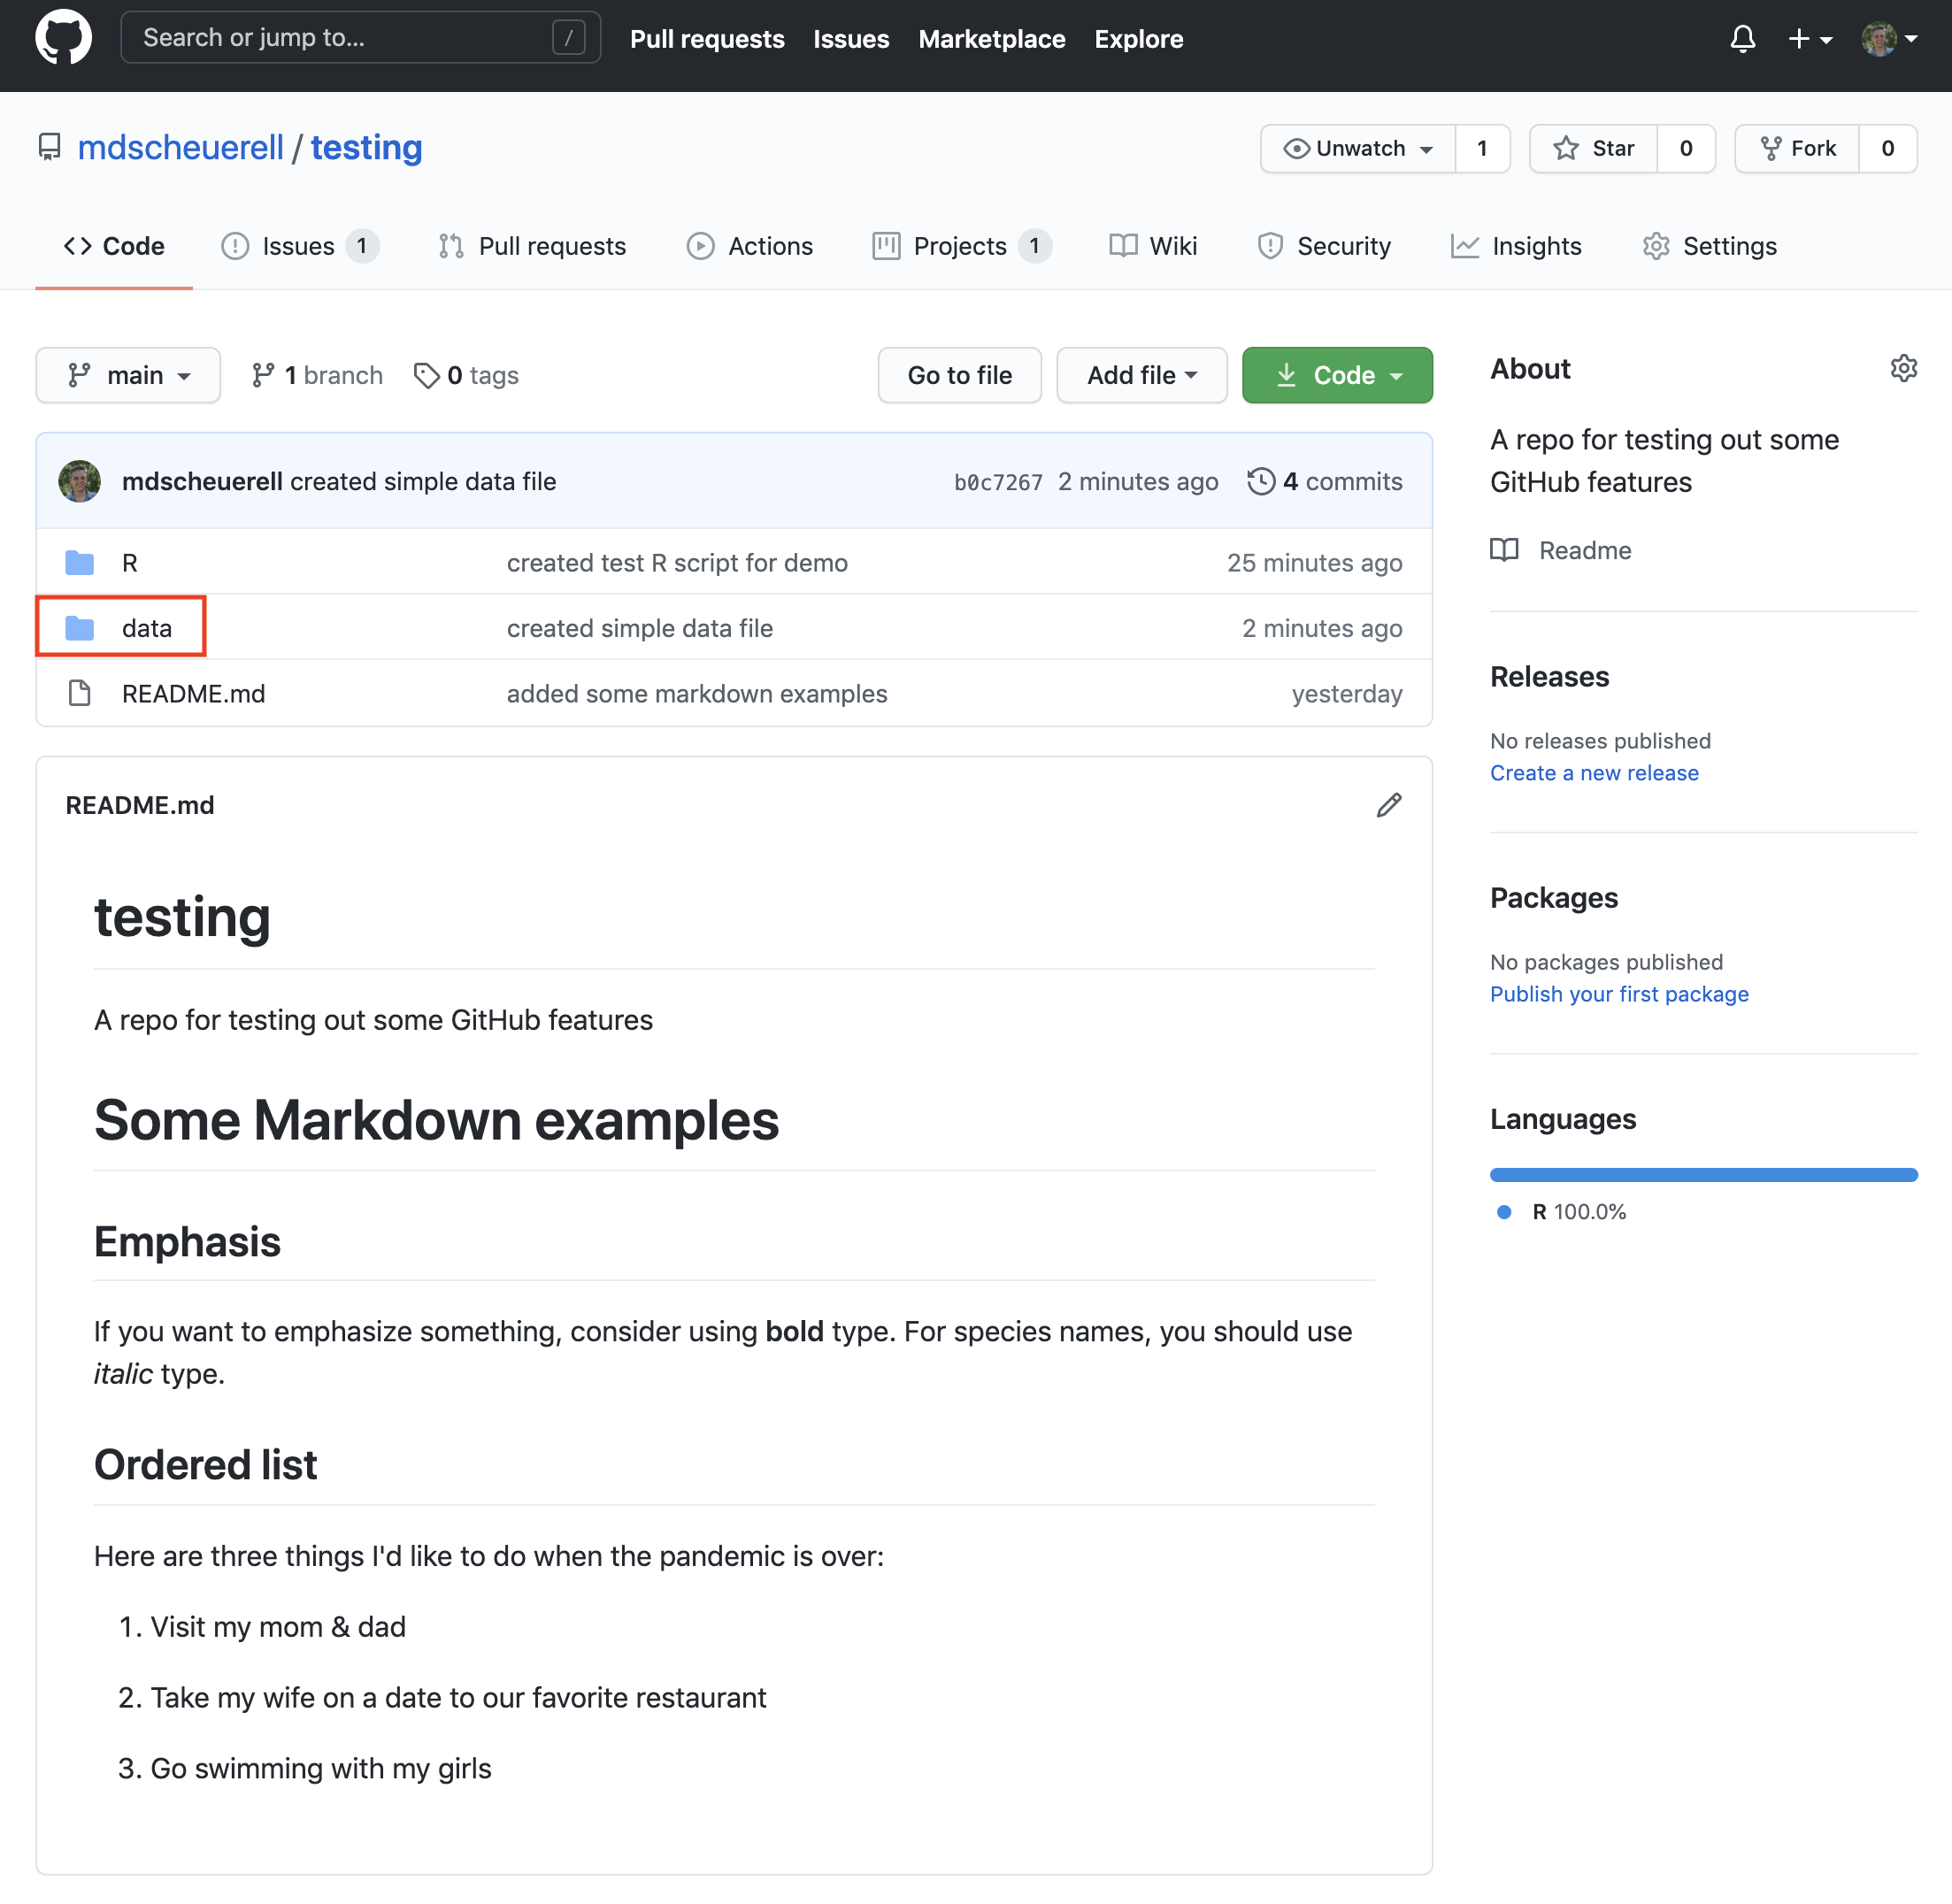 Search or jump to... /
Pull requests Issues Marketplace Explore
mdscheuerell / testing
Unwatch 1 Star 0 Fork 0
Code Issues 1 Pull requests Actions Projects 1 Wiki Security Insights Settings
main 1 branch 0 tags Go to file Add file Code
mdscheuerell created simple data file b0c7267 2 minutes ago 4 commits
R created test R script for demo 25 minutes ago
data created simple data file 2 minutes ago
README.md added some markdown examples yesterday
README.md
testing
A repo for testing out some GitHub features
Some Markdown examples
Emphasis
If you want to emphasize something, consider using bold type. For species names, you should use
italic type.
Ordered list
Here are three things I'd like to do when the pandemic is over:
1. Visit my mom & dad
2. Take my wife on a date to our favorite restaurant
3. Go swimming with my girls
About
A repo for testing out some
GitHub features
Readme
Releases
No releases published
Create a new release
Packages
No packages published
Publish your first package
Languages
R 100.0%